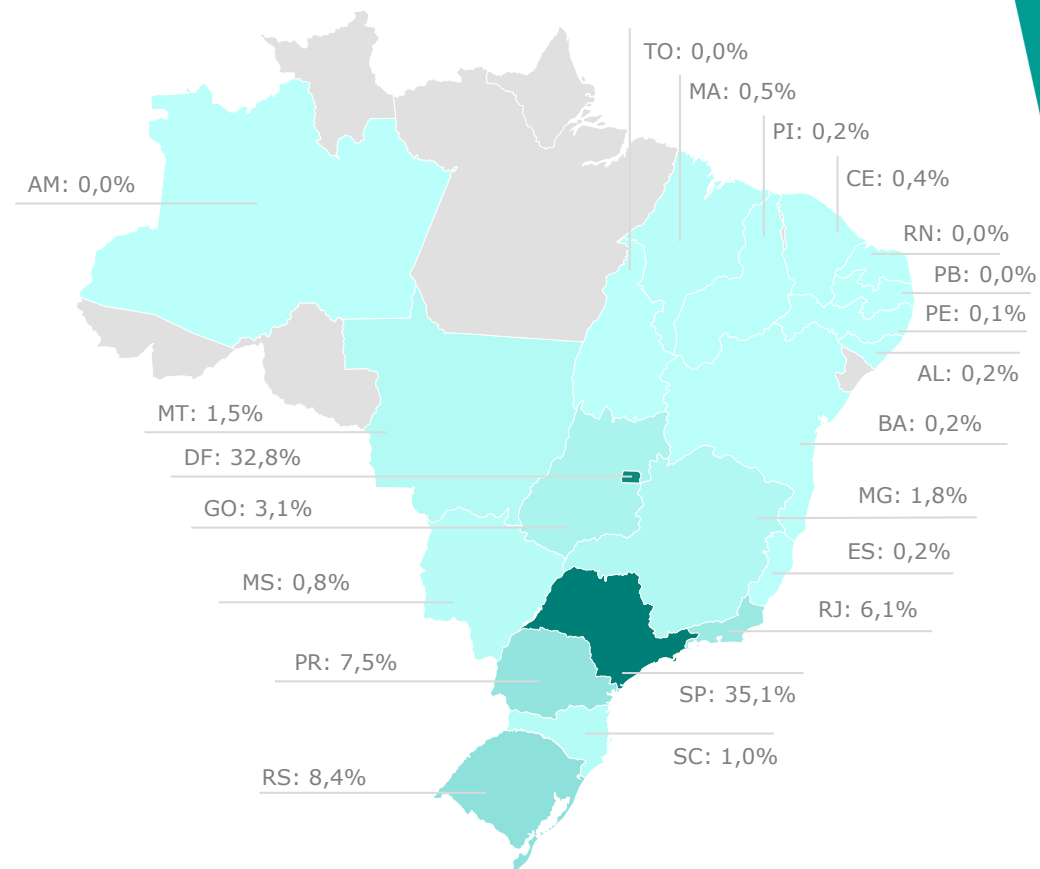 TO: 0,0%
MA: 0,5%
PI: 0,2%
CE: 0,4%
AM: 0,0%
RN: 0,0%
PB: 0,0%
PE: 0,1%
AL: 0,2%
MT: 1,5%
BA: 0,2%
DF: 32,8%
MG: 1,8%
GO: 3,1%
ES: 0,2%
MS: 0,8%
RJ: 6,1%
PR: 7,5%
SP: 35,1%
SC: 1,0%
RS: 8,4%